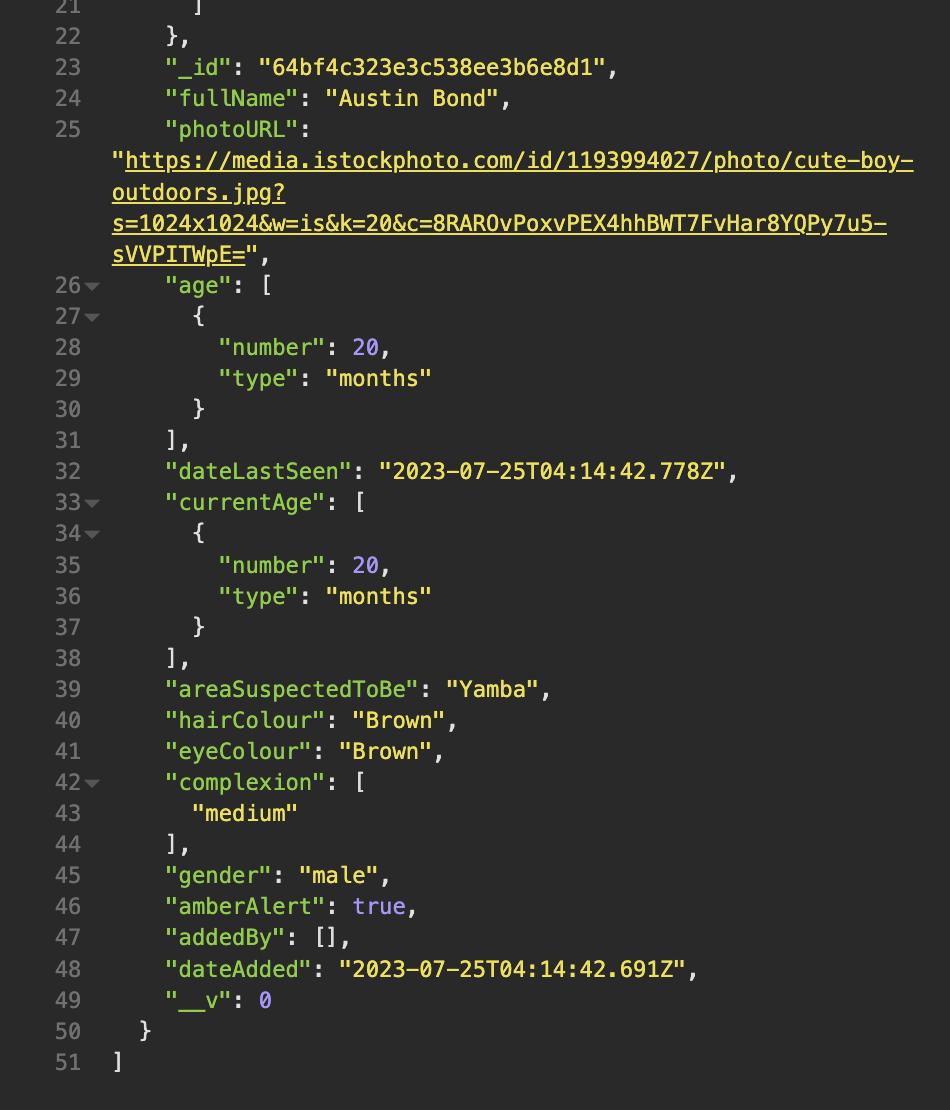 21 ]
22 },
23 "_id": "64bf4c323e3c538ee3b6e8d1",
24 "fullName": "Austin Bond",
25 "photoURL":
"https://media.istockphoto.com/id/1193994027/photo/cute-boy-
outdoors.jpg?
s=1024x1024&w=is&k=20&c=8RAROvPoxvPEX4hhBWT7FvHar8YQPy7u5-
sVVPITWpE=",
26 "age": [
27 {
28 "number": 20,
29 "type": "months"
30 }
31 ],
32 "dateLastSeen": "2023-07-25T04:14:42.778Z",
33 "currentAge": [
34 {
35 "number": 20,
36 "type": "months"
37 }
38 ],
39 "areaSuspectedToBe": "Yamba",
40 "hairColour": "Brown",
41 "eyeColour": "Brown",
42 "complexion": [
43 "medium"
44 ],
45 "gender": "male",
46 "amberAlert": true,
47 "addedBy": [],
48 "dateAdded": "2023-07-25T04:14:42.691Z",
49 "__v": 0
50 }
51 ]